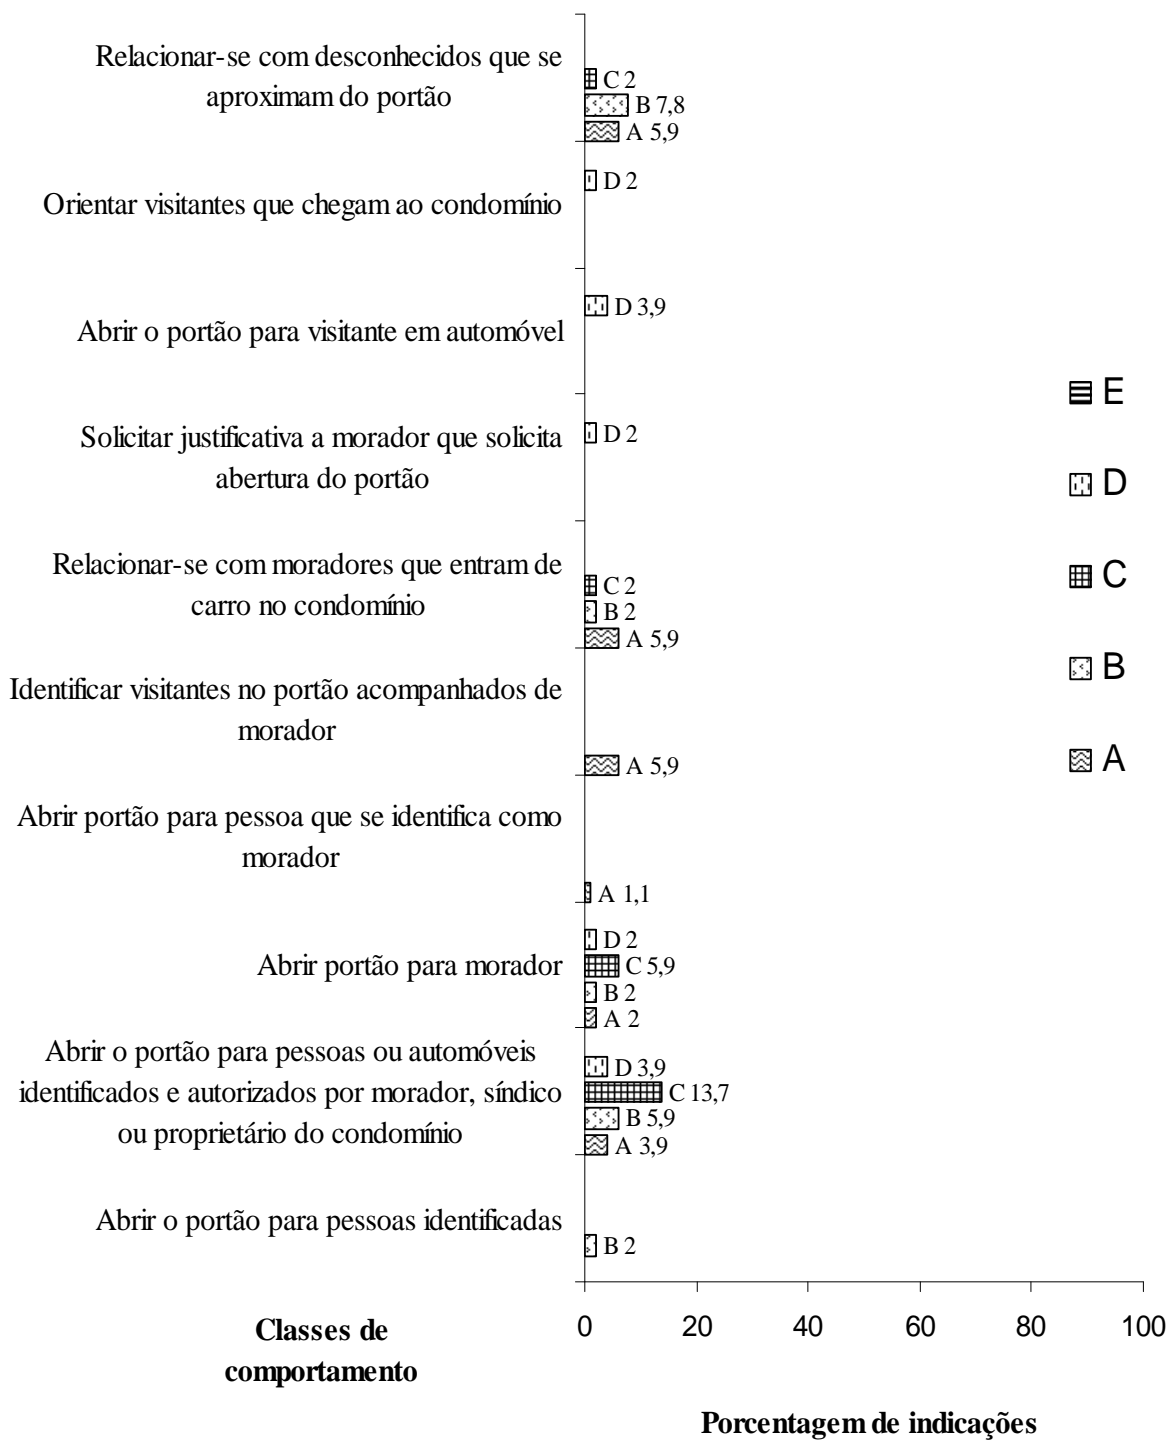 Relacionar-se com desconhecidos que se
aproximam do portão
C 2
B 7,8
A 5,9
Orientar visitantes que chegam ao condomínio
D 2
Abrir o portão para visitante em automóvel
D 3,9
Solicitar justificativa a morador que solicita
abertura do portão
D 2
Relacionar-se com moradores que entram de
carro no condomínio
C 2
B 2
A 5,9
Identificar visitantes no portão acompanhados de
morador
A 5,9
Abrir portão para pessoa que se identifica como
morador
A 1,1
Abrir portão para morador
D 2
C 5,9
B 2
A 2
Abrir o portão para pessoas ou automóveis
identificados e autorizados por morador, síndico
ou proprietário do condomínio
D 3,9
C 13,7
B 5,9
A 3,9
Abrir o portão para pessoas identificadas
B 2
E
D
C
B
A
0 20 40 60 80 100
Classes de
comportamento
Porcentagem de indicações